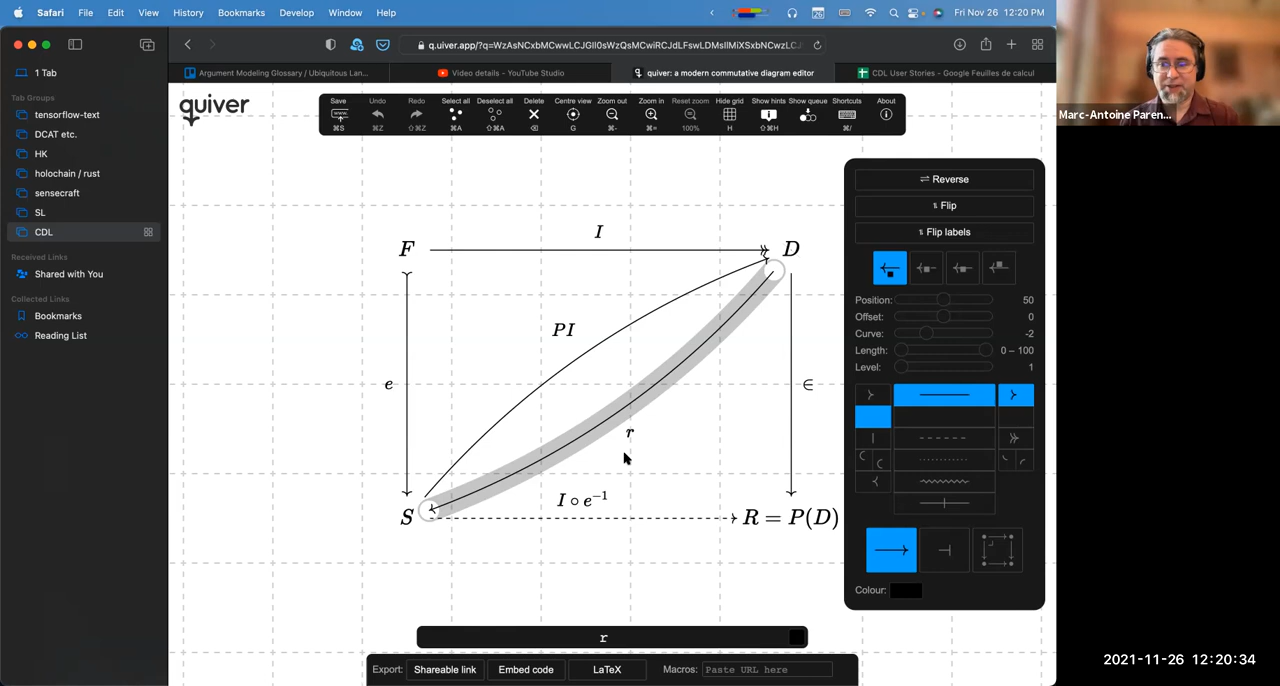 Safari File Edit View History Bookmarks Develop Window Help
Fri Nov 26 12:20 PM
q.uiver.app/?q=WzAsNCxbMCwwLCJGIl0sWzQsMCwiRCJdLFswLDMsIlMiXSxbNCwzLCJ
1 Tab
Tab Groups
tensorflow-text
DCAT etc.
HK
holochain / rust
sensecraft
SL
CDL
Received Links
Shared with You
Collected Links
Bookmarks
Reading List
Argument Modeling Glossary / Ubiquitous Lan...
Video details - YouTube Studio
quiver: a modern commutative diagram editor
CDL User Stories - Google Feuilles de calcul
quiver
Save Undo Redo Select all Deselect all Delete Centre view Zoom out Zoom in Reset zoom Hide grid Show hints Show queue Shortcuts About
⌘S ⌘Z ⇧⌘Z ⌘A ⇧⌘A ⌫ G ⌘- ⌘= 100% H ⇧⌘H ⌘/
F I D
PI
e ∈
r
I ∘ e⁻¹
S R = P(D)
⇌ Reverse
⇅ Flip
⇅ Flip labels
Position: 50
Offset: 0
Curve: -2
Length: 0 – 100
Level: 1
Colour:
r
Export: Shareable link Embed code LaTeX Macros: Paste URL here
Marc-Antoine Paren...
2021-11-26 12:20:34